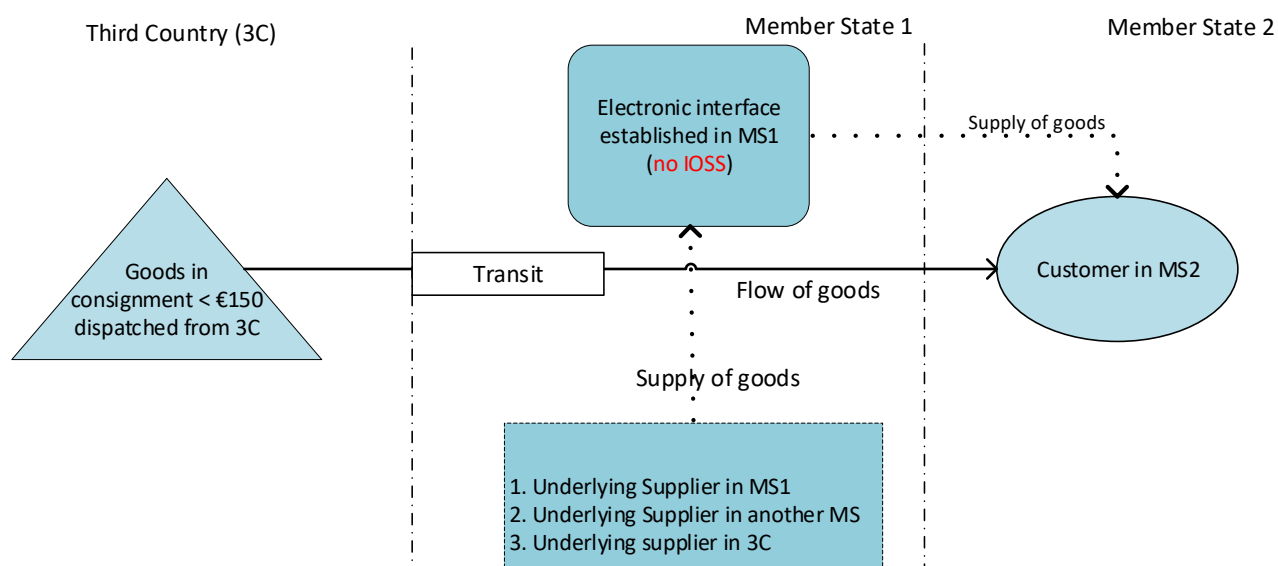 Third Country (3C)
Member State 1
Member State 2
Electronic interface
established in MS1
(no IOSS)
Supply of goods
Goods in
consignment < €150
dispatched from 3C
Transit
Flow of goods
Customer in MS2
Supply of goods
1. Underlying Supplier in MS1
2. Underlying Supplier in another MS
3. Underlying supplier in 3C